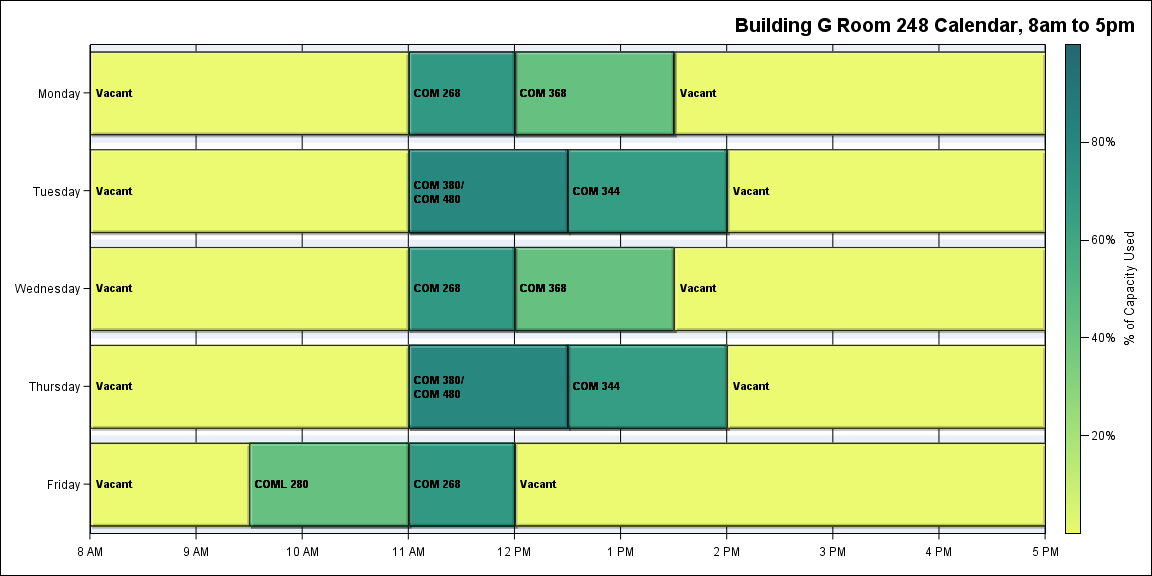 Building G Room 248 Calendar, 8am to 5pm
Monday
Vacant
COM 268
COM 368
Vacant
Tuesday
Vacant
COM 380/
COM 480
COM 344
Vacant
Wednesday
Vacant
COM 268
COM 368
Vacant
Thursday
Vacant
COM 380/
COM 480
COM 344
Vacant
Friday
Vacant
COML 280
COM 268
Vacant
8 AM
9 AM
10 AM
11 AM
12 PM
1 PM
2 PM
3 PM
4 PM
5 PM
80%
60%
40%
20%
% of Capacity Used